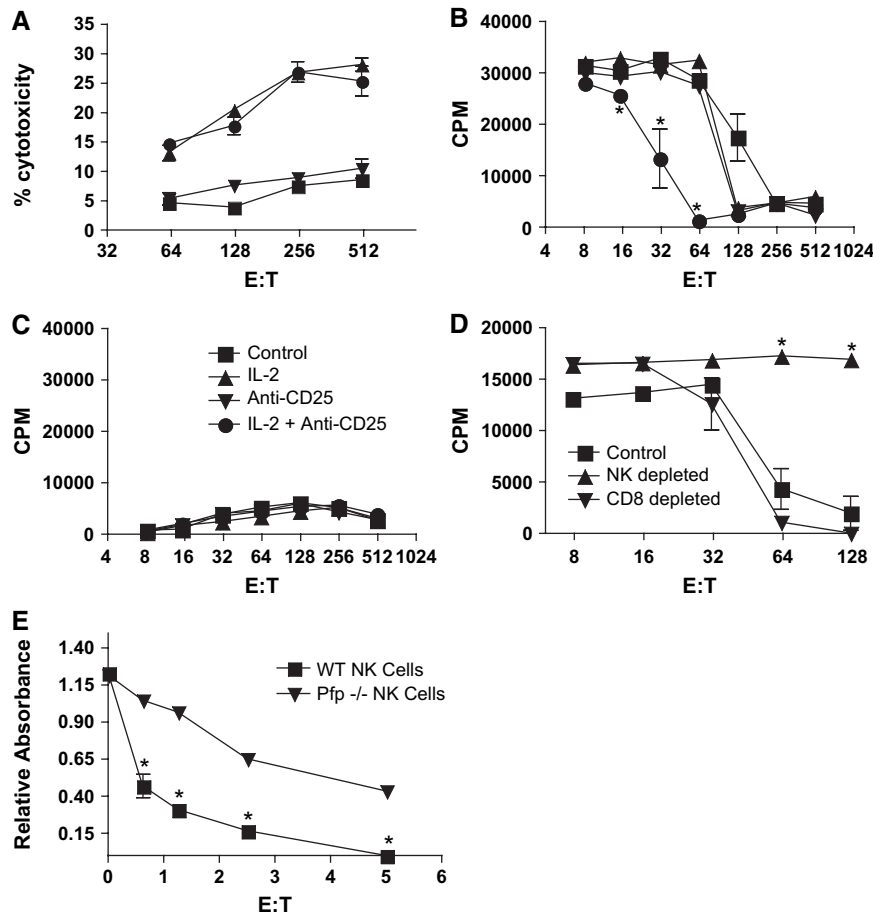 A
35
30
25
20
15
10
5
0
% cytotoxicity
32 64 128 256 512
E:T
B
40000
30000
20000
10000
0
CPM
* * *
4 8 16 32 64 128 256 512 1024
E:T
C
40000
30000
20000
10000
0
CPM
Control
IL-2
Anti-CD25
IL-2 + Anti-CD25
4 8 16 32 64 128 256 512 1024
E:T
D
20000
15000
10000
5000
0
CPM
* *
Control
NK depleted
CD8 depleted
8 16 32 64 128
E:T
E
1.40
1.15
0.90
0.65
0.40
0.15
Relative Absorbance
WT NK Cells
Pfp -/- NK Cells
* * * *
0 1 2 3 4 5 6
E:T